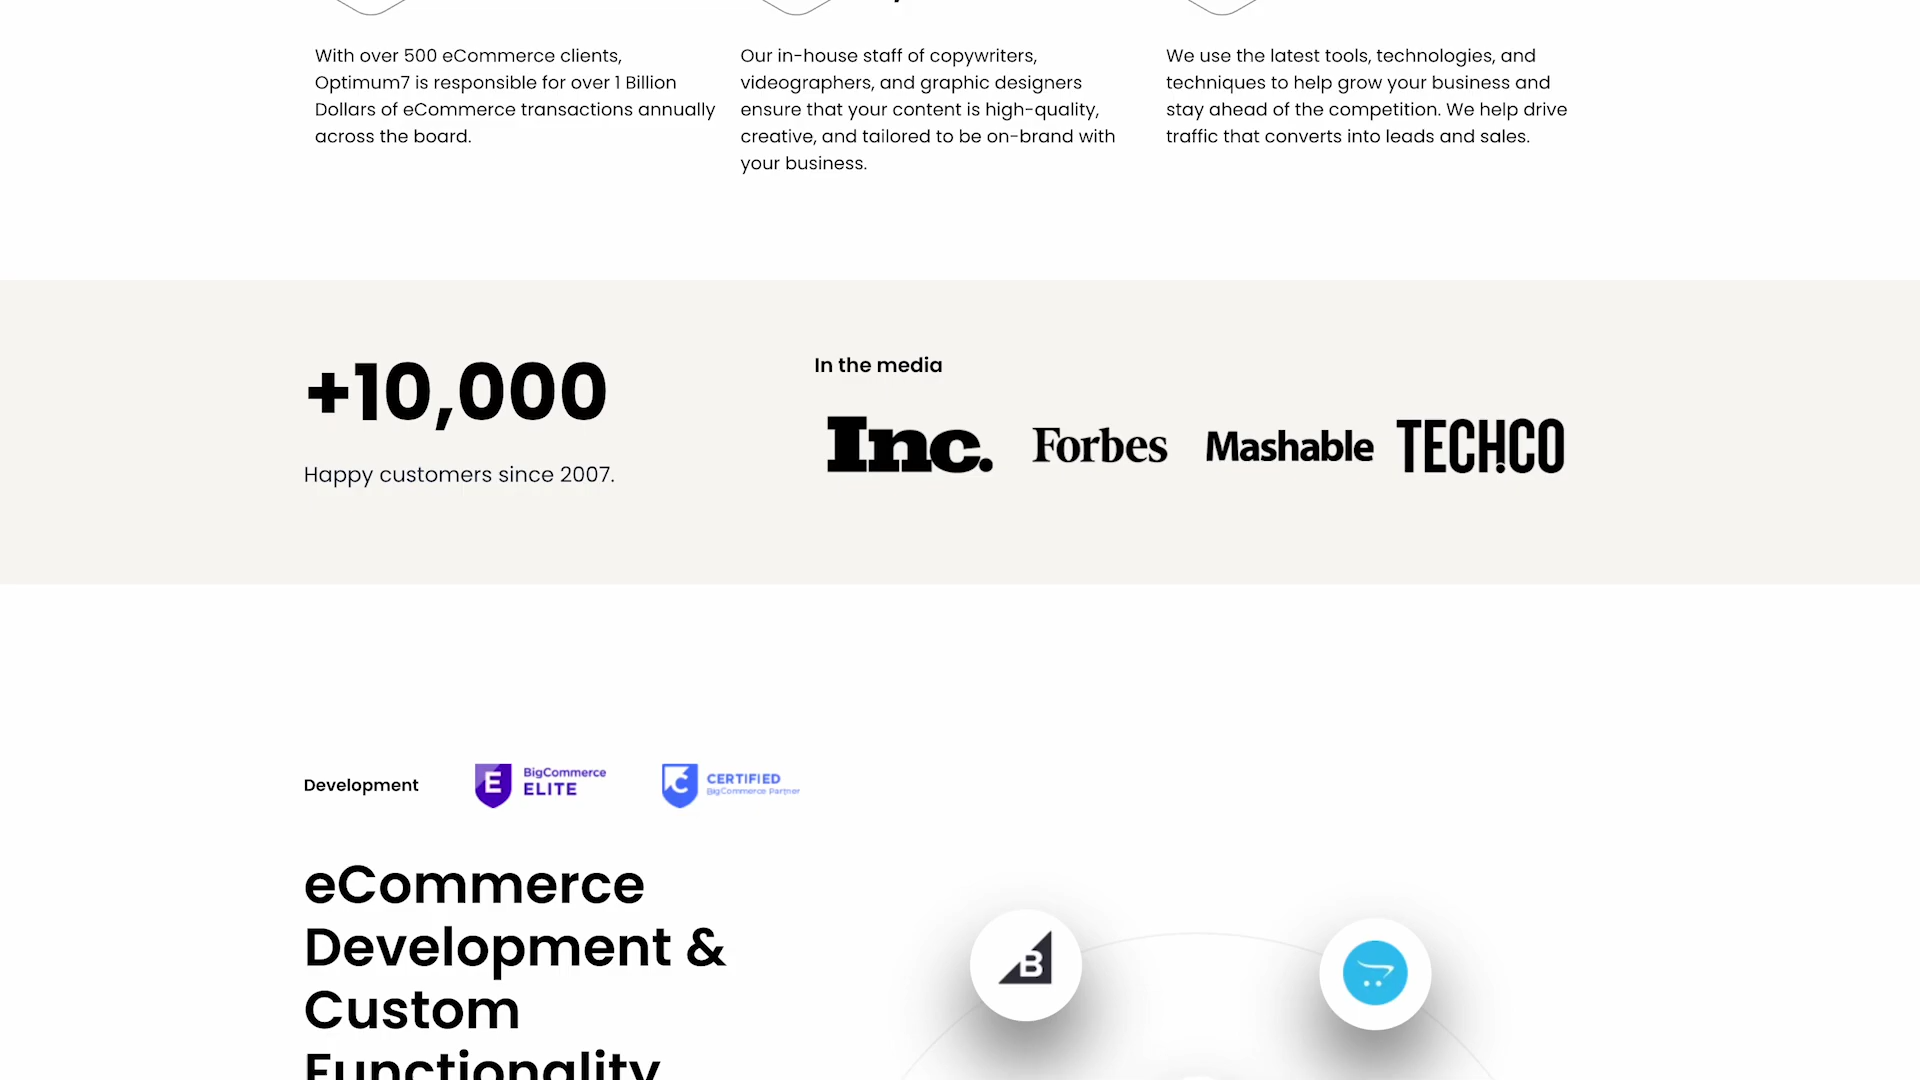 With over 500 eCommerce clients,
Optimum7 is responsible for over 1 Billion
Dollars of eCommerce transactions annually
across the board.
Our in-house staff of copywriters,
videographers, and graphic designers
ensure that your content is high-quality,
creative, and tailored to be on-brand with
your business.
We use the latest tools, technologies, and
techniques to help grow your business and
stay ahead of the competition. We help drive
traffic that converts into leads and sales.
+10,000
Happy customers since 2007.
In the media
Inc.
Forbes
Mashable
TECH.CO
Development
E
BigCommerce
ELITE
C
CERTIFIED
BigCommerce Partner
eCommerce
Development &
Custom
Functionality
B